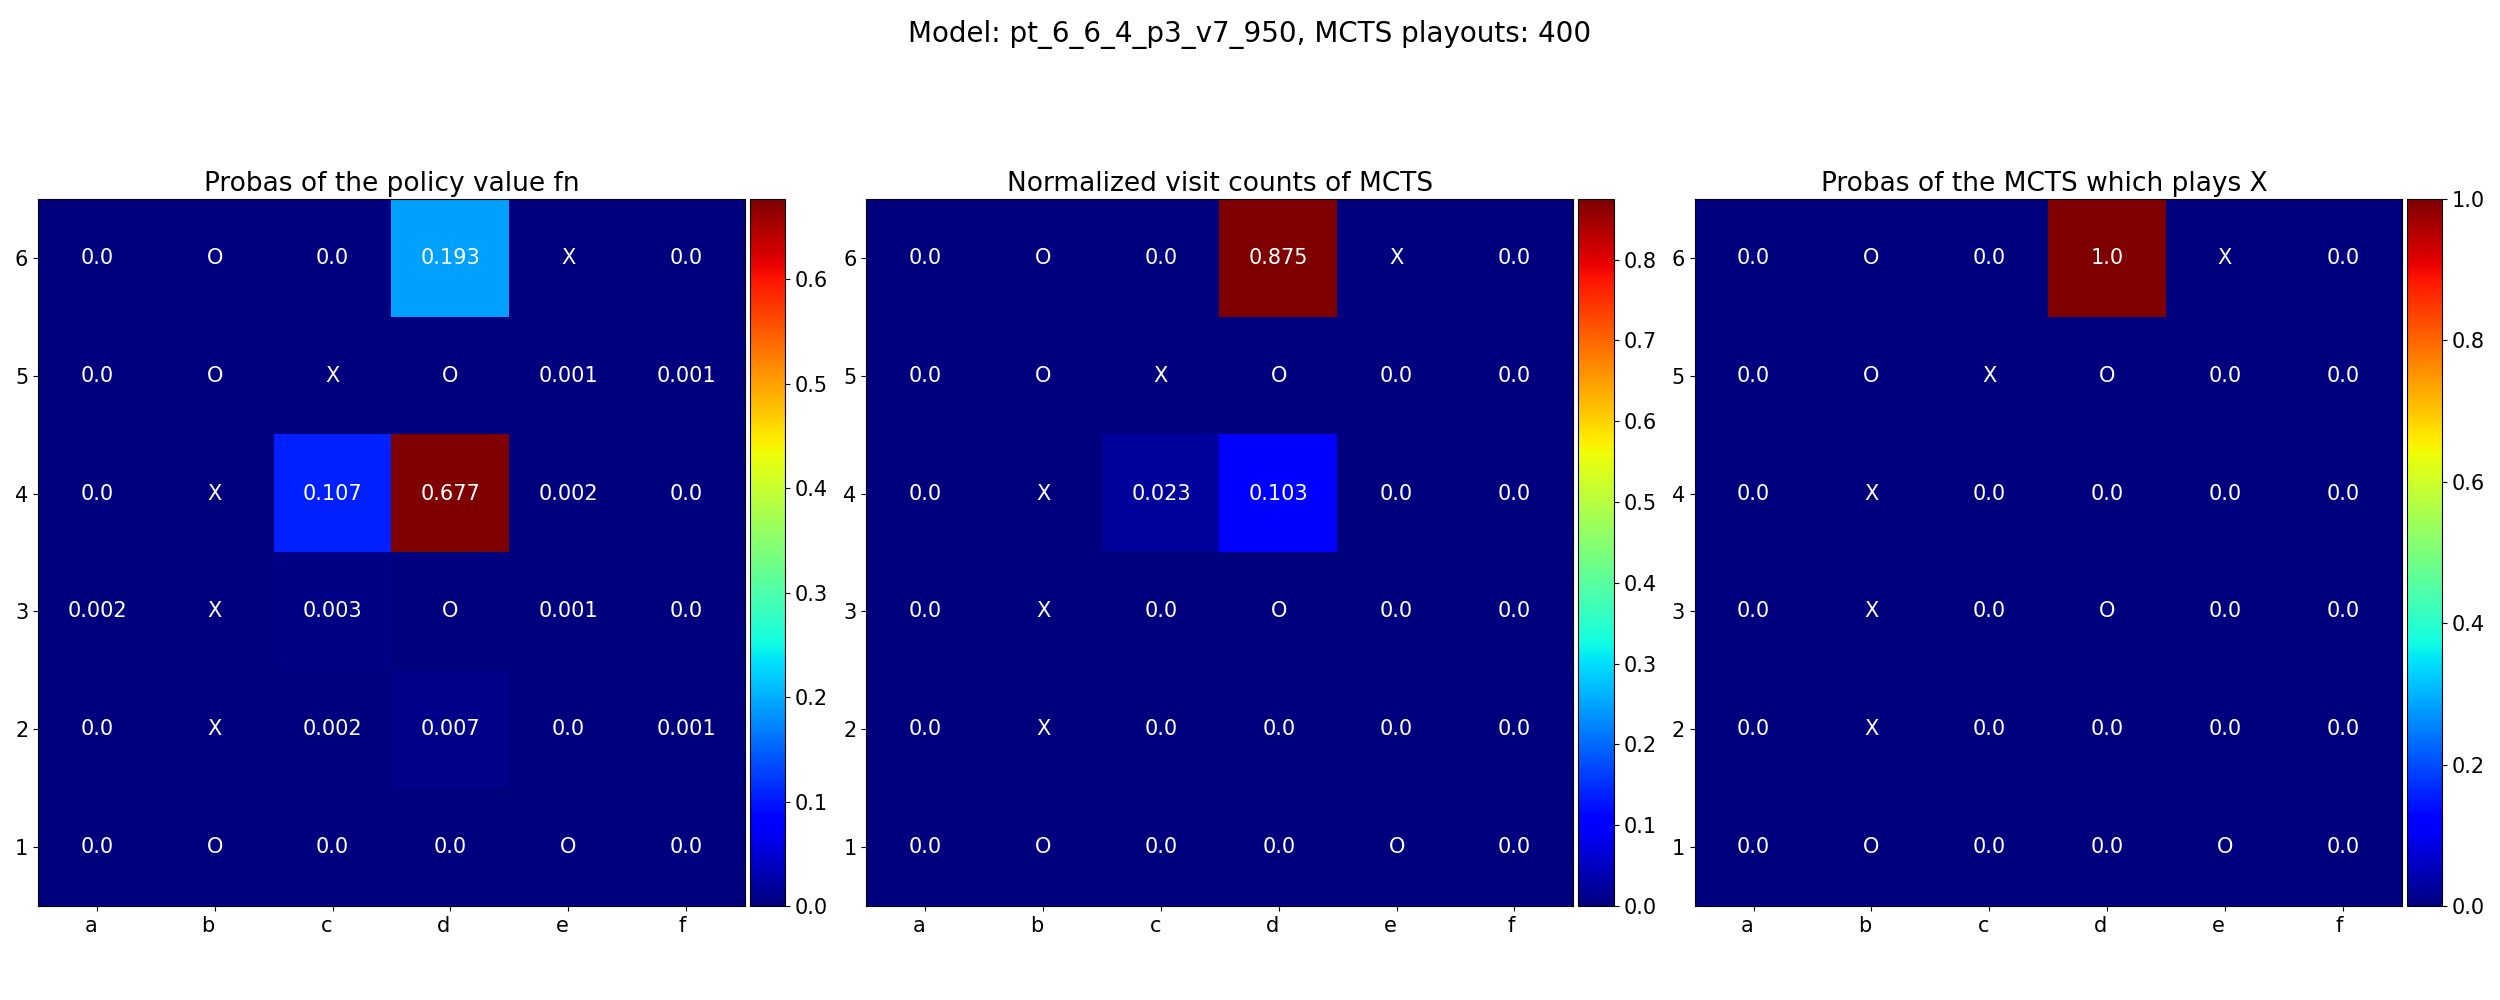 Model: pt_6_6_4_p3_v7_950, MCTS playouts: 400
Probas of the policy value fn
6 0.0 O 0.0 0.193 X 0.0
5 0.0 O X O 0.001 0.001
4 0.0 X 0.107 0.677 0.002 0.0
3 0.002 X 0.003 O 0.001 0.0
2 0.0 X 0.002 0.007 0.0 0.001
1 0.0 O 0.0 0.0 O 0.0
a b c d e f
0.6
0.5
0.4
0.3
0.2
0.1
0.0
Normalized visit counts of MCTS
6 0.0 O 0.0 0.875 X 0.0
5 0.0 O X O 0.0 0.0
4 0.0 X 0.023 0.103 0.0 0.0
3 0.0 X 0.0 O 0.0 0.0
2 0.0 X 0.0 0.0 0.0 0.0
1 0.0 O 0.0 0.0 O 0.0
a b c d e f
0.8
0.7
0.6
0.5
0.4
0.3
0.2
0.1
0.0
Probas of the MCTS which plays X
6 0.0 O 0.0 1.0 X 0.0
5 0.0 O X O 0.0 0.0
4 0.0 X 0.0 0.0 0.0 0.0
3 0.0 X 0.0 O 0.0 0.0
2 0.0 X 0.0 0.0 0.0 0.0
1 0.0 O 0.0 0.0 O 0.0
a b c d e f
1.0
0.8
0.6
0.4
0.2
0.0